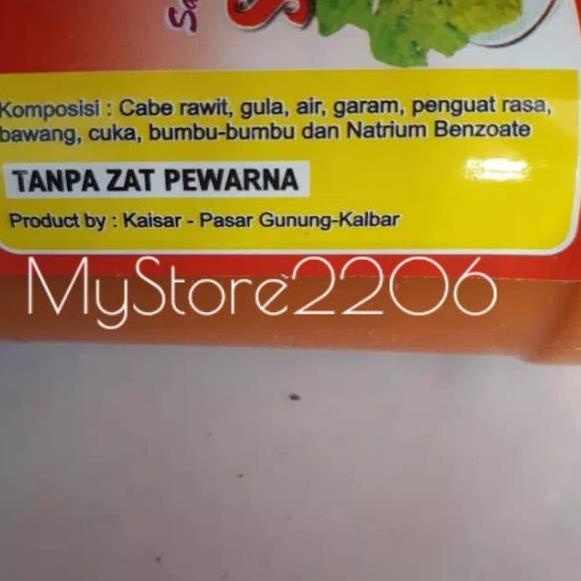 Sa
S
Komposisi : Cabe rawit, gula, air, garam, penguat rasa,
bawang, cuka, bumbu-bumbu dan Natrium Benzoate
TANPA ZAT PEWARNA
Product by : Kaisar - Pasar Gunung-Kalbar
MyStore2206